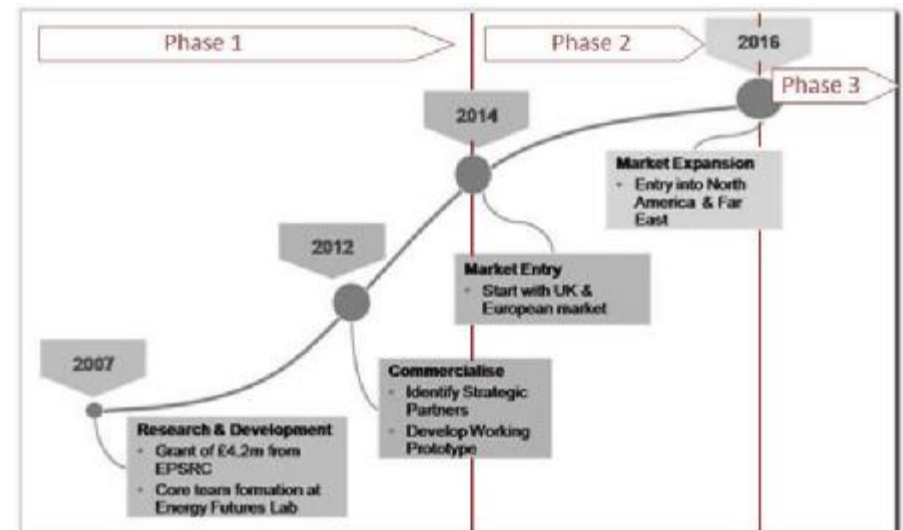 Phase 1
Phase 2
2016
Phase 3
2014
Market Expansion
• Entry into North
America & Far
East
2012
Market Entry
• Start with UK &
European market
2007
Commercialise
• Identify Strategic
Partners
• Develop Working
Prototype
Research & Development
• Grant of £4.2m from
EPSRC
• Core team formation at
Energy Futures Lab